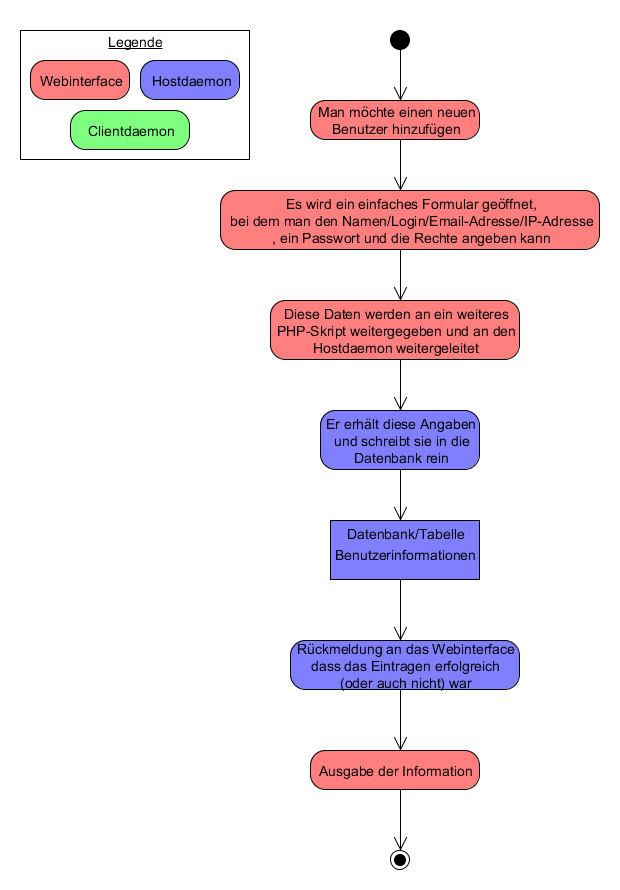 Legende
Webinterface
Hostdaemon
Clientdaemon
Man möchte einen neuen
Benutzer hinzufügen
Es wird ein einfaches Formular geöffnet,
bei dem man den Namen/Login/Email-Adresse/IP-Adresse
, ein Passwort und die Rechte angeben kann
Diese Daten werden an ein weiteres
PHP-Skript weitergegeben und an den
Hostdaemon weitergeleitet
Er erhält diese Angaben
und schreibt sie in die
Datenbank rein
Datenbank/Tabelle
Benutzerinformationen
Rückmeldung an das Webinterface
dass das Eintragen erfolgreich
(oder auch nicht) war
Ausgabe der Information